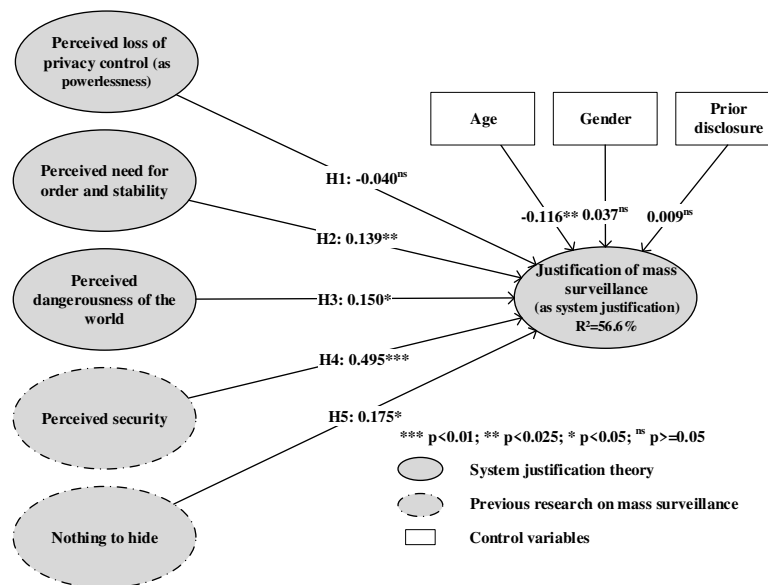 Perceived loss of
privacy control (as
powerlessness)
Age
Gender
Prior
disclosure
Perceived need for
order and stability
H1: -0.040ⁿˢ
-0.116**
0.037ⁿˢ
0.009ⁿˢ
H2: 0.139**
Perceived
dangerousness of the
world
H3: 0.150*
Justification of mass
surveillance
(as system justification)
R²=56.6%
H4: 0.495***
Perceived security
H5: 0.175*
*** p<0.01; ** p<0.025; * p<0.05; ⁿˢ p>=0.05
System justification theory
Previous research on mass surveillance
Nothing to hide
Control variables